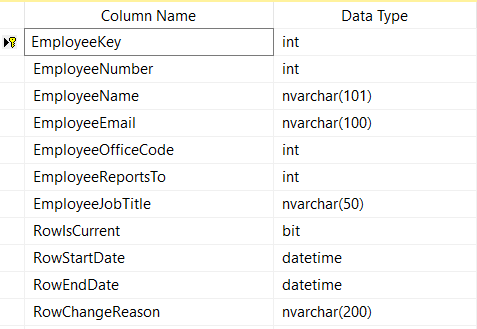 Column Name Data Type
EmployeeKey int
EmployeeNumber int
EmployeeName nvarchar(101)
EmployeeEmail nvarchar(100)
EmployeeOfficeCode int
EmployeeReportsTo int
EmployeeJobTitle nvarchar(50)
RowIsCurrent bit
RowStartDate datetime
RowEndDate datetime
RowChangeReason nvarchar(200)